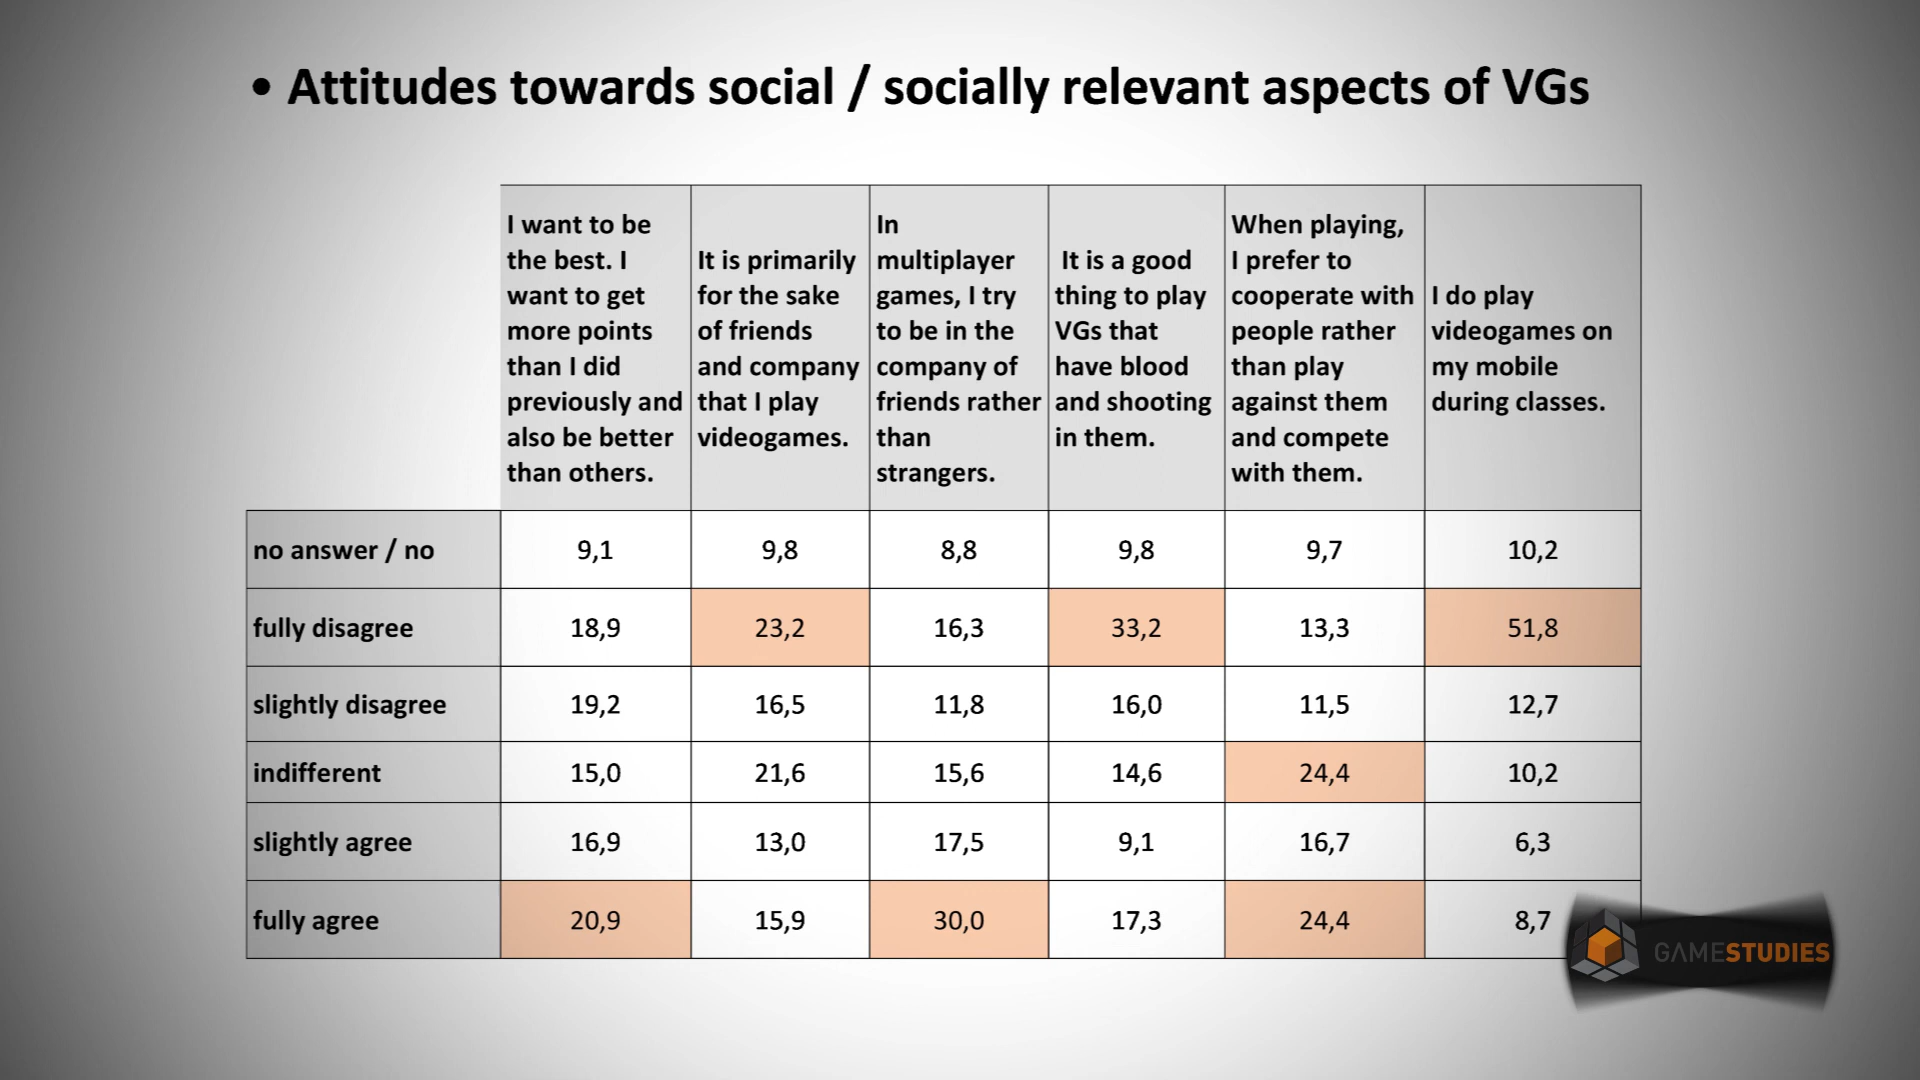 • Attitudes towards social / socially relevant aspects of VGs
I want to be
the best. I
want to get
more points
than I did
previously and
also be better
than others.
It is primarily
for the sake
of friends
and company
that I play
videogames.
In
multiplayer
games, I try
to be in the
company of
friends rather
than
strangers.
It is a good
thing to play
VGs that
have blood
and shooting
in them.
When playing,
I prefer to
cooperate with
people rather
than play
against them
and compete
with them.
I do play
videogames on
my mobile
during classes.
no answer / no 9,1 9,8 8,8 9,8 9,7 10,2
fully disagree 18,9 23,2 16,3 33,2 13,3 51,8
slightly disagree 19,2 16,5 11,8 16,0 11,5 12,7
indifferent 15,0 21,6 15,6 14,6 24,4 10,2
slightly agree 16,9 13,0 17,5 9,1 16,7 6,3
fully agree 20,9 15,9 30,0 17,3 24,4 8,7
GAMESTUDIES